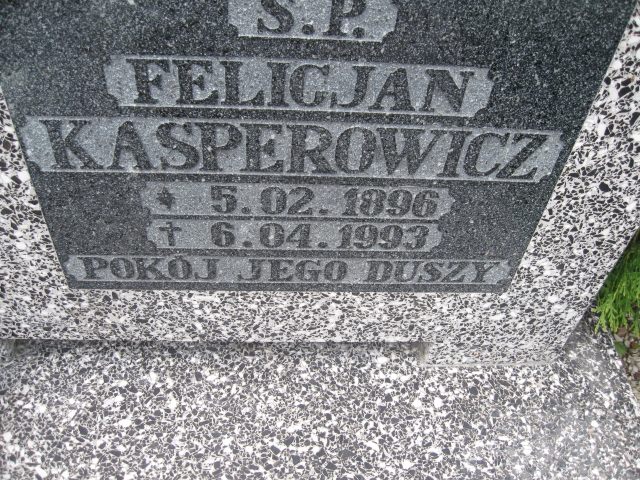 Ś.P.
FELICJAN
KASPEROWICZ
* 5.02.1896
† 6.04.1993
POKÓJ JEGO DUSZY